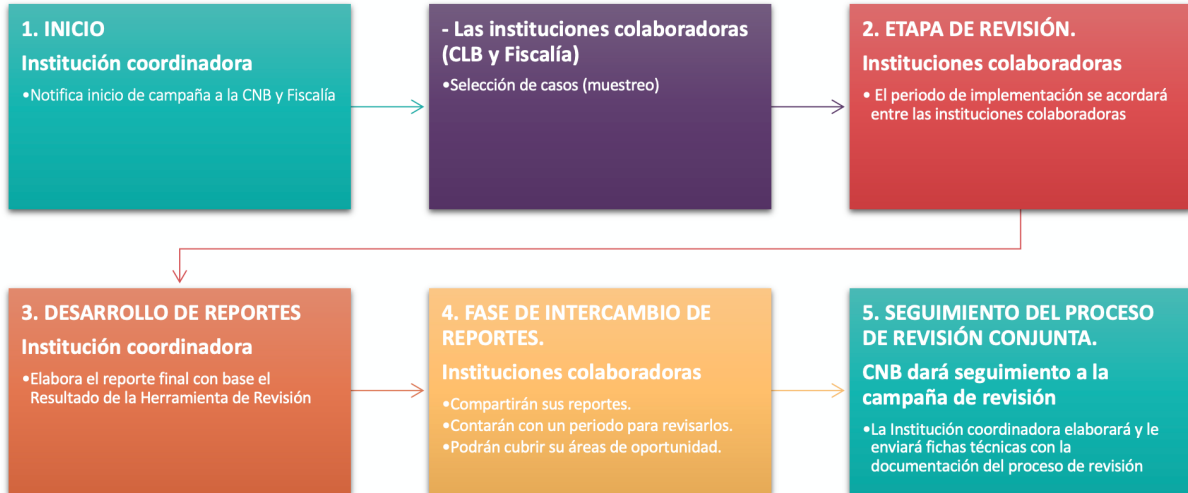 1. INICIO
Institución coordinadora
•Notifica inicio de campaña a la CNB y Fiscalía
- Las instituciones colaboradoras
(CLB y Fiscalía)
•Selección de casos (muestreo)
2. ETAPA DE REVISIÓN.
Instituciones colaboradoras
• El periodo de implementación se acordará
entre las instituciones colaboradoras
3. DESARROLLO DE REPORTES
Institución coordinadora
•Elabora el reporte final con base el
Resultado de la Herramienta de Revisión
4. FASE DE INTERCAMBIO DE
REPORTES.
Instituciones colaboradoras
•Compartirán sus reportes.
•Contarán con un periodo para revisarlos.
•Podrán cubrir su áreas de oportunidad.
5. SEGUIMIENTO DEL PROCESO
DE REVISIÓN CONJUNTA.
CNB dará seguimiento a la
campaña de revisión
•La Institución coordinadora elaborará y le
enviará fichas técnicas con la
documentación del proceso de revisión